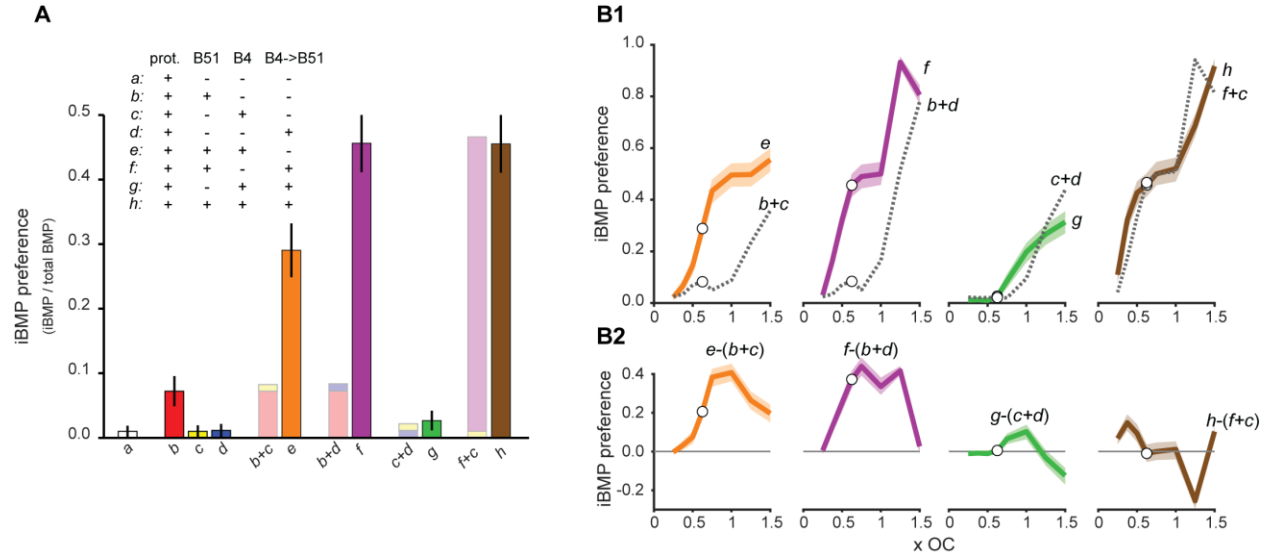 A
prot. B51 B4 B4->B51
a: + - - -
b: + + - -
c: + - + -
d: + - - +
e: + + + -
f: + + - +
g: + - + +
h: + + + +
iBMP preference
(iBMP / total BMP)
0.5
0.4
0.3
0.2
0.1
0.0
a b c d b+c e b+d f c+d g f+c h
B1
iBMP preference
1.0
0.8
0.6
0.4
0.2
0.0
e
b+c
f
b+d
c+d
g
h
f+c
0 0.5 1 1.5 0 0.5 1 1.5 0 0.5 1 1.5 0 0.5 1 1.5
B2
iBMP preference
0.4
0.2
0.0
-0.2
e-(b+c)
f-(b+d)
g-(c+d)
h-(f+c)
0 0.5 1 1.5 0 0.5 1 1.5 0 0.5 1 1.5 0 0.5 1 1.5
x OC